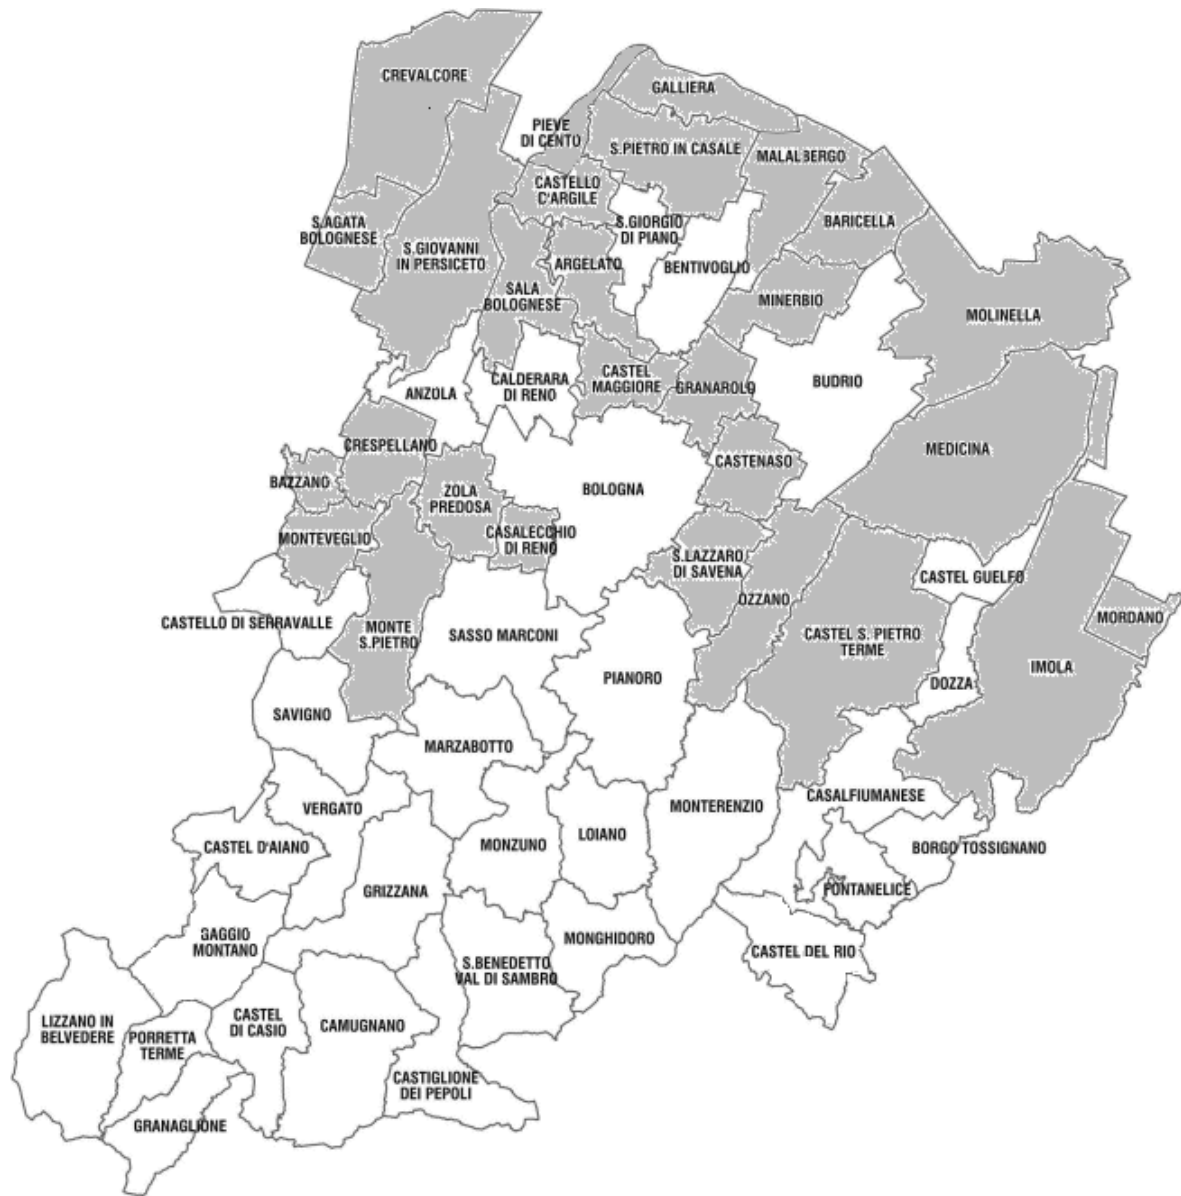 CREVALCORE
GALLIERA
PIEVE
DI CENTO
S.PIETRO IN CASALE
MALALBERGO
CASTELLO
C'ARGILE
S.AGATA
BOLOGNESE
S.GIOVANNI
IN PERSICETO
S.GIORGIO
DI PIANO
BARICELLA
ARGELATO
BENTIVOGLIO
SALA
BOLOGNESE
MINERBIO
MOLINELLA
ANZOLA
CALDERARA
DI RENO
CASTEL
MAGGIORE
GRANAROLO
BUDRIO
CRESPELLANO
MEDICINA
BAZZANO
ZOLA
PREDOSA
BOLOGNA
CASTENASO
MONTEVEGLIO
CASALECCHIO
DI RENO
S.LAZZARO
DI SAVENA
CASTEL GUELFO
OZZANO
CASTELLO DI SERRAVALLE
MONTE
S.PIETRO
SASSO MARCONI
CASTEL S. PIETRO
TERME
MORDANO
PIANORO
DOZZA
IMOLA
SAVIGNO
MARZABOTTO
VERGATO
MONTERENZIO
CASALFIUMANESE
CASTEL D'AIANO
MONZUNO
LOIANO
BORGO TOSSIGNANO
GRIZZANA
FONTANELICE
GAGGIO
MONTANO
MONGHIDORO
CASTEL DEL RIO
S.BENEDETTO
VAL DI SAMBRO
LIZZANO IN
BELVEDERE
PORRETTA
TERME
CASTEL
DI CASIO
CAMUGNANO
CASTIGLIONE
DEI PEPOLI
GRANAGLIONE